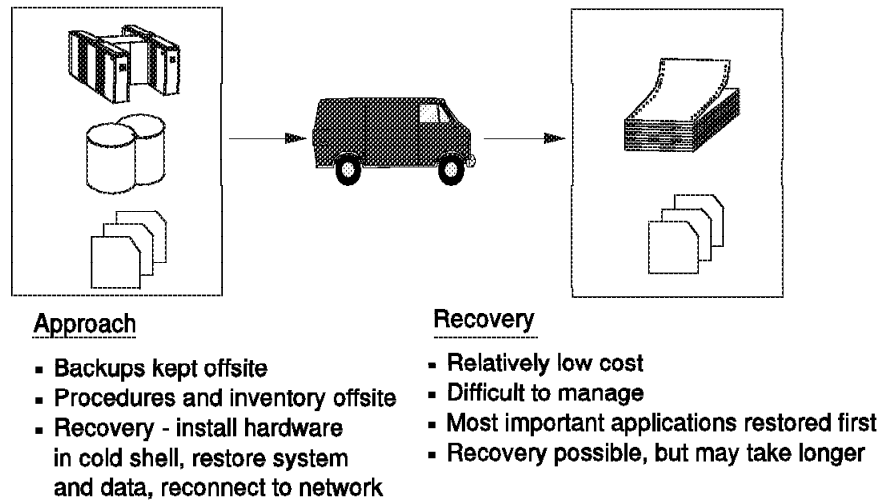 Approach
▪ Backups kept offsite
▪ Procedures and inventory offsite
▪ Recovery - install hardware
in cold shell, restore system
and data, reconnect to network
Recovery
▪ Relatively low cost
▪ Difficult to manage
▪ Most important applications restored first
▪ Recovery possible, but may take longer